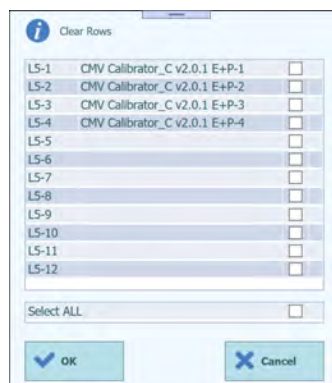 Clear Rows
L5-1 CMV Calibrator_C v2.0.1 E+P-1
L5-2 CMV Calibrator_C v2.0.1 E+P-2
L5-3 CMV Calibrator_C v2.0.1 E+P-3
L5-4 CMV Calibrator_C v2.0.1 E+P-4
L5-5
L5-6
L5-7
L5-8
L5-9
L5-10
L5-11
L5-12
Select ALL
OK
Cancel